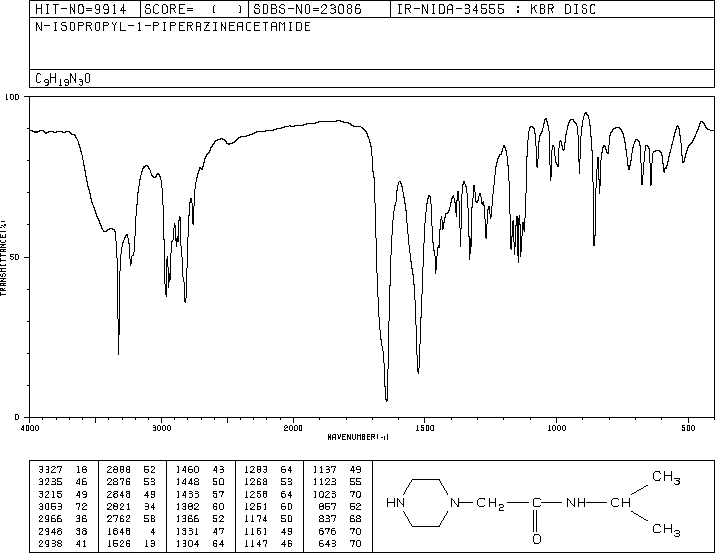 HIT-NO=9914 SCORE= ( ) SDBS-NO=23086 IR-NIDA-34555 : KBR DISC
N-ISOPROPYL-1-PIPERAZINEACETAMIDE
C9H19N3O
100
50
0
TRANSMITTANCE(%)
4000 3000 2000 1500 1000 500
WAVENUMBER(-1)
3327 18 2888 52 1460 43 1283 64 1137 49
3235 46 2876 53 1448 50 1268 53 1123 55
3215 49 2848 49 1433 57 1258 64 1023 70
3053 72 2821 34 1382 60 1251 60 857 52
2966 36 2762 58 1366 52 1174 50 837 68
2946 38 1648 4 1331 47 1161 49 676 70
2938 41 1526 13 1304 64 1147 46 643 70
CH3
HN N CH2 C NH CH
O CH3